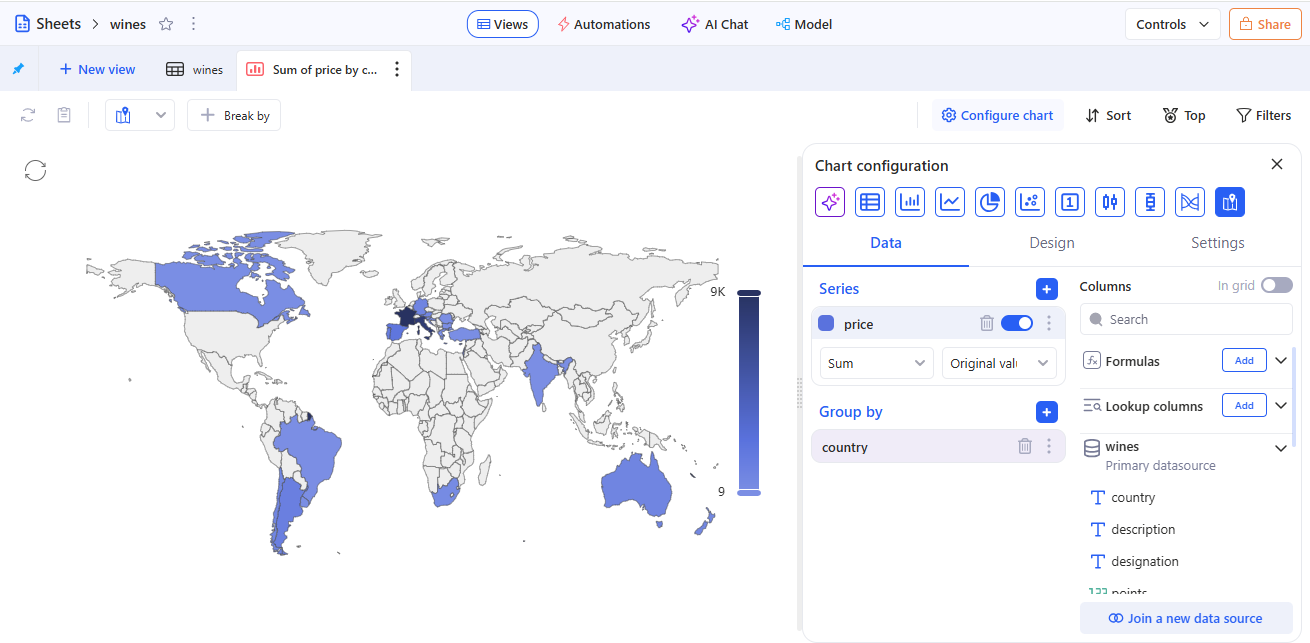 Sheets > wines
Views
Automations
AI Chat
Model
Controls
Share
+ New view
wines
Sum of price by c...
Break by
Configure chart
Sort
Top
Filters
9K
9
Chart configuration
1
Data
Design
Settings
Series
price
Sum
Original valu
Group by
country
Columns
In grid
Search
fx Formulas
Add
Lookup columns
Add
wines
Primary datasource
country
description
designation
123 points
Join a new data source